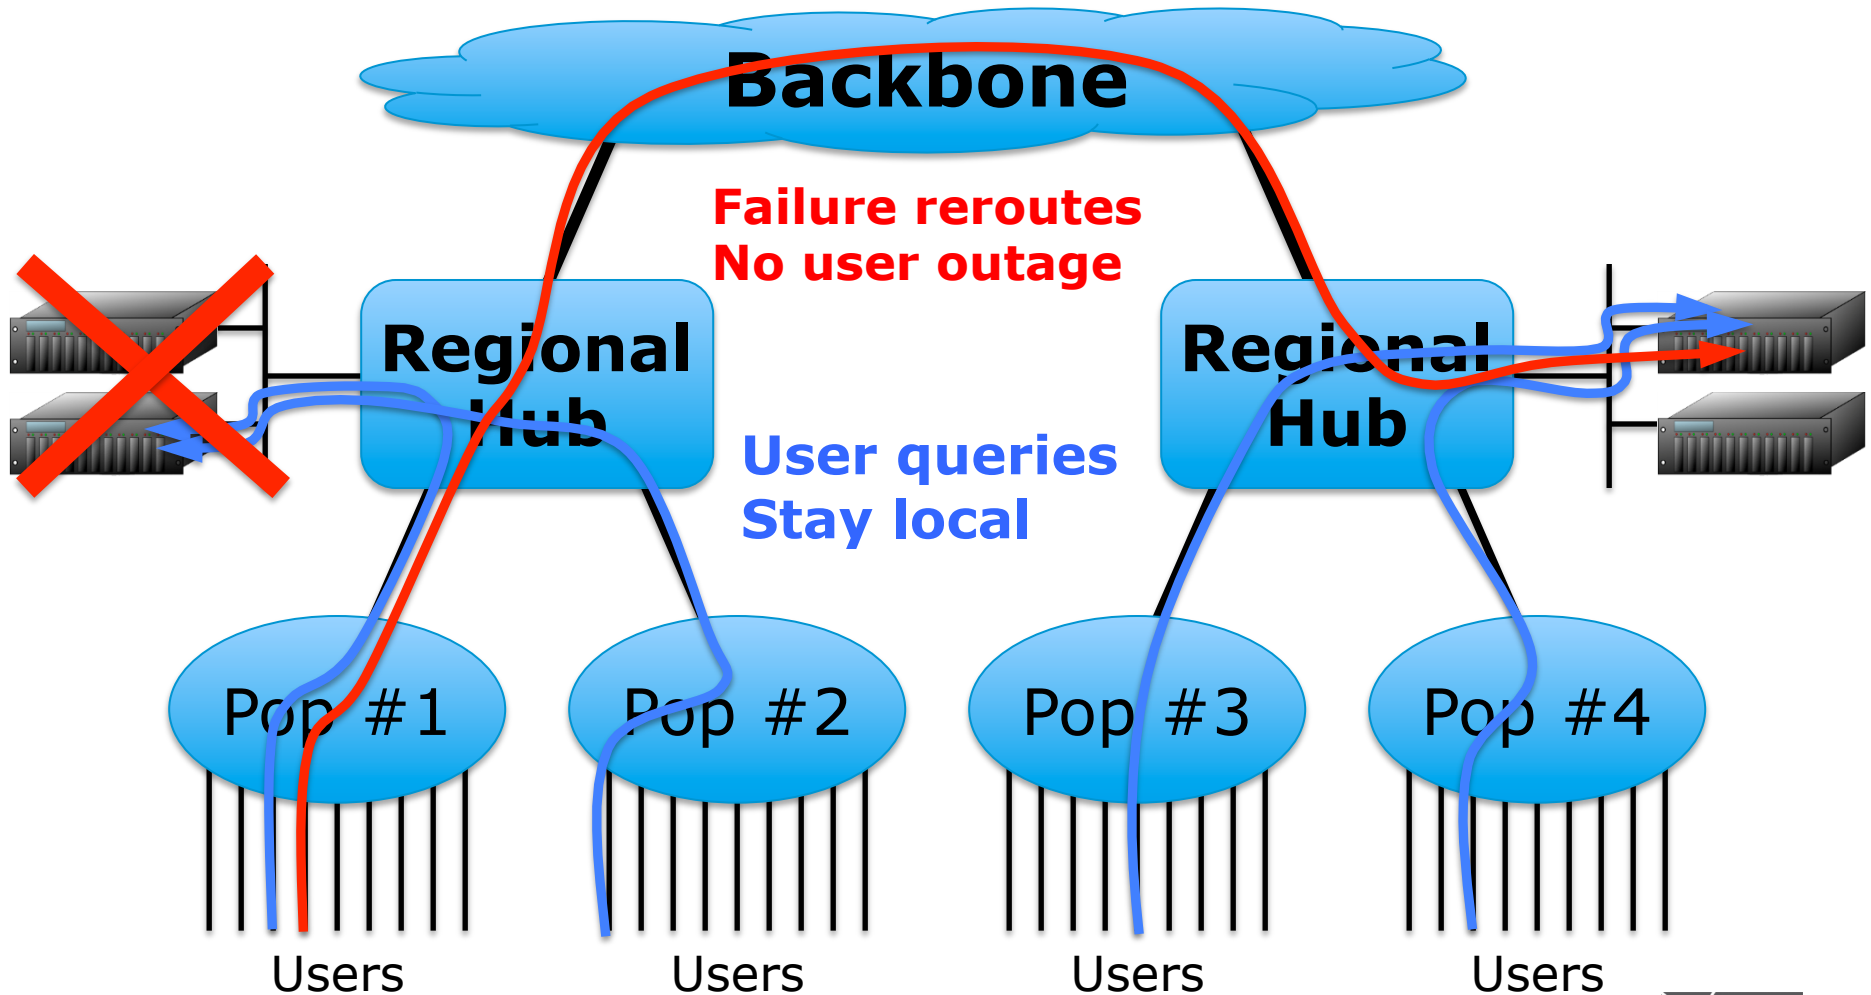 Backbone
Failure reroutes
No user outage
Regional
Hub
Regional
Hub
User queries
Stay local
Pop #1
Pop #2
Pop #3
Pop #4
Users
Users
Users
Users